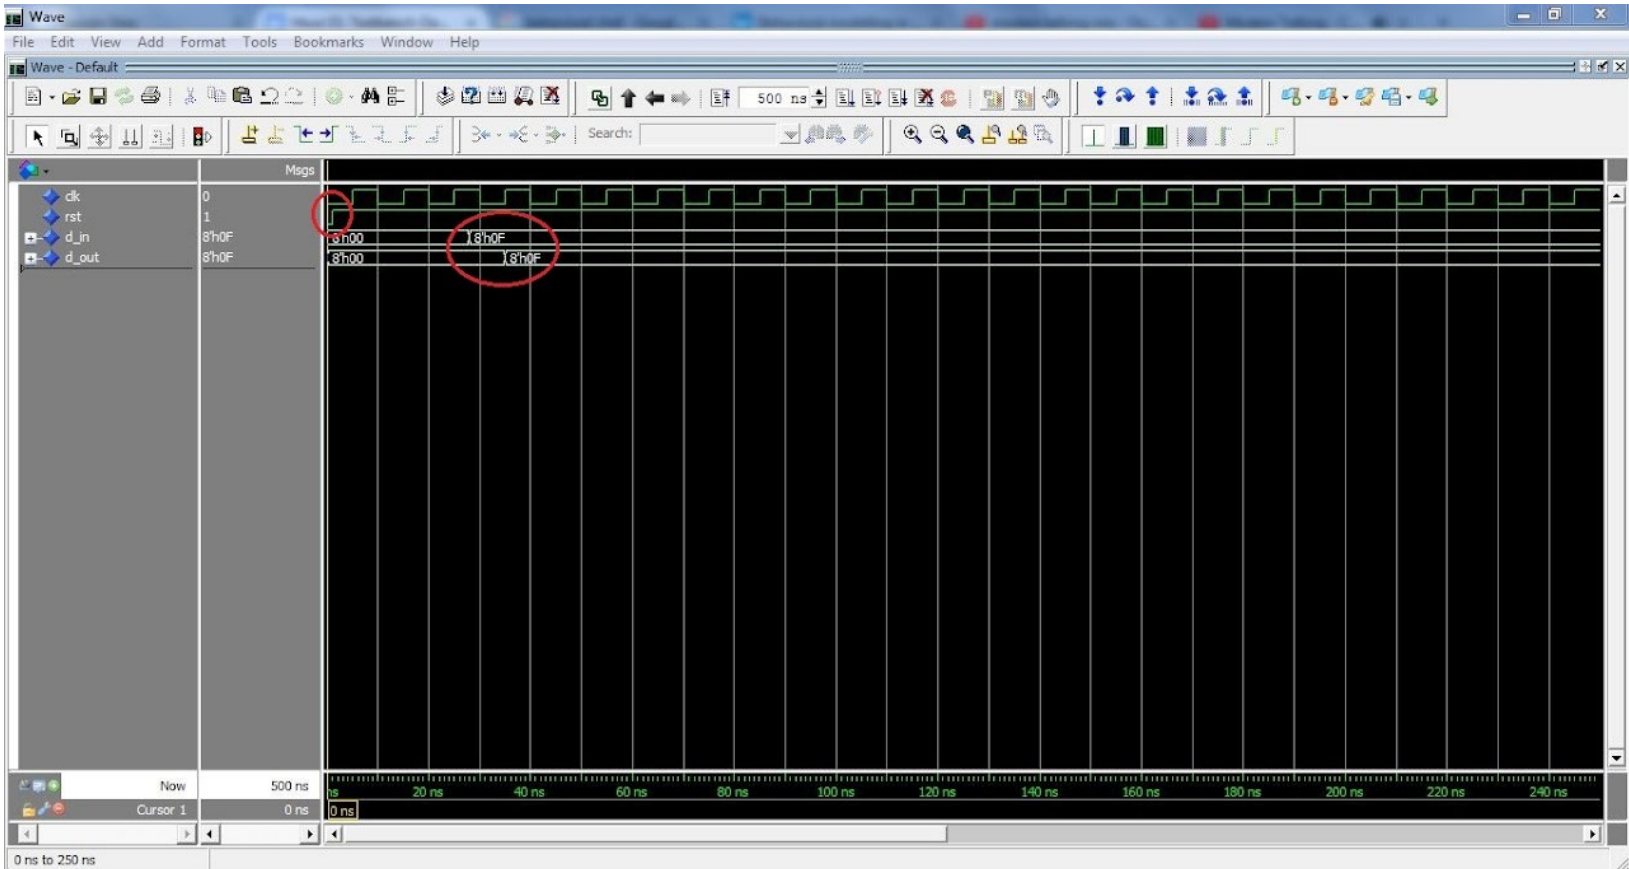 Wave
File Edit View Add Format Tools Bookmarks Window Help
Wave - Default
500 ns
Search:
Msgs
clk 0
rst 1
d_in 8'h0F 8'h00 8'h0F
d_out 8'h0F 8'h00 8'h0F
Now 500 ns ns 20 ns 40 ns 60 ns 80 ns 100 ns 120 ns 140 ns 160 ns 180 ns 200 ns 220 ns 240 ns
Cursor 1 0 ns 0 ns
0 ns to 250 ns